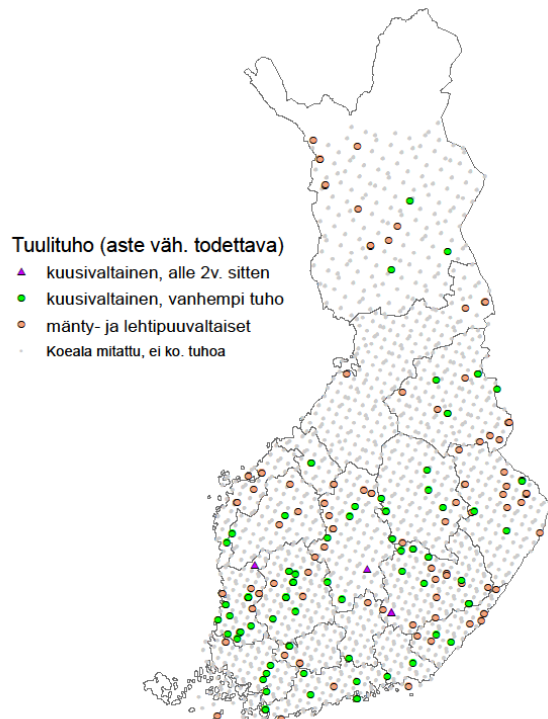 Tuulituho (aste väh. todettava)
kuusivaltainen, alle 2v. sitten
kuusivaltainen, vanhempi tuho
mänty- ja lehtipuuvaltaiset
Koeala mitattu, ei ko. tuhoa